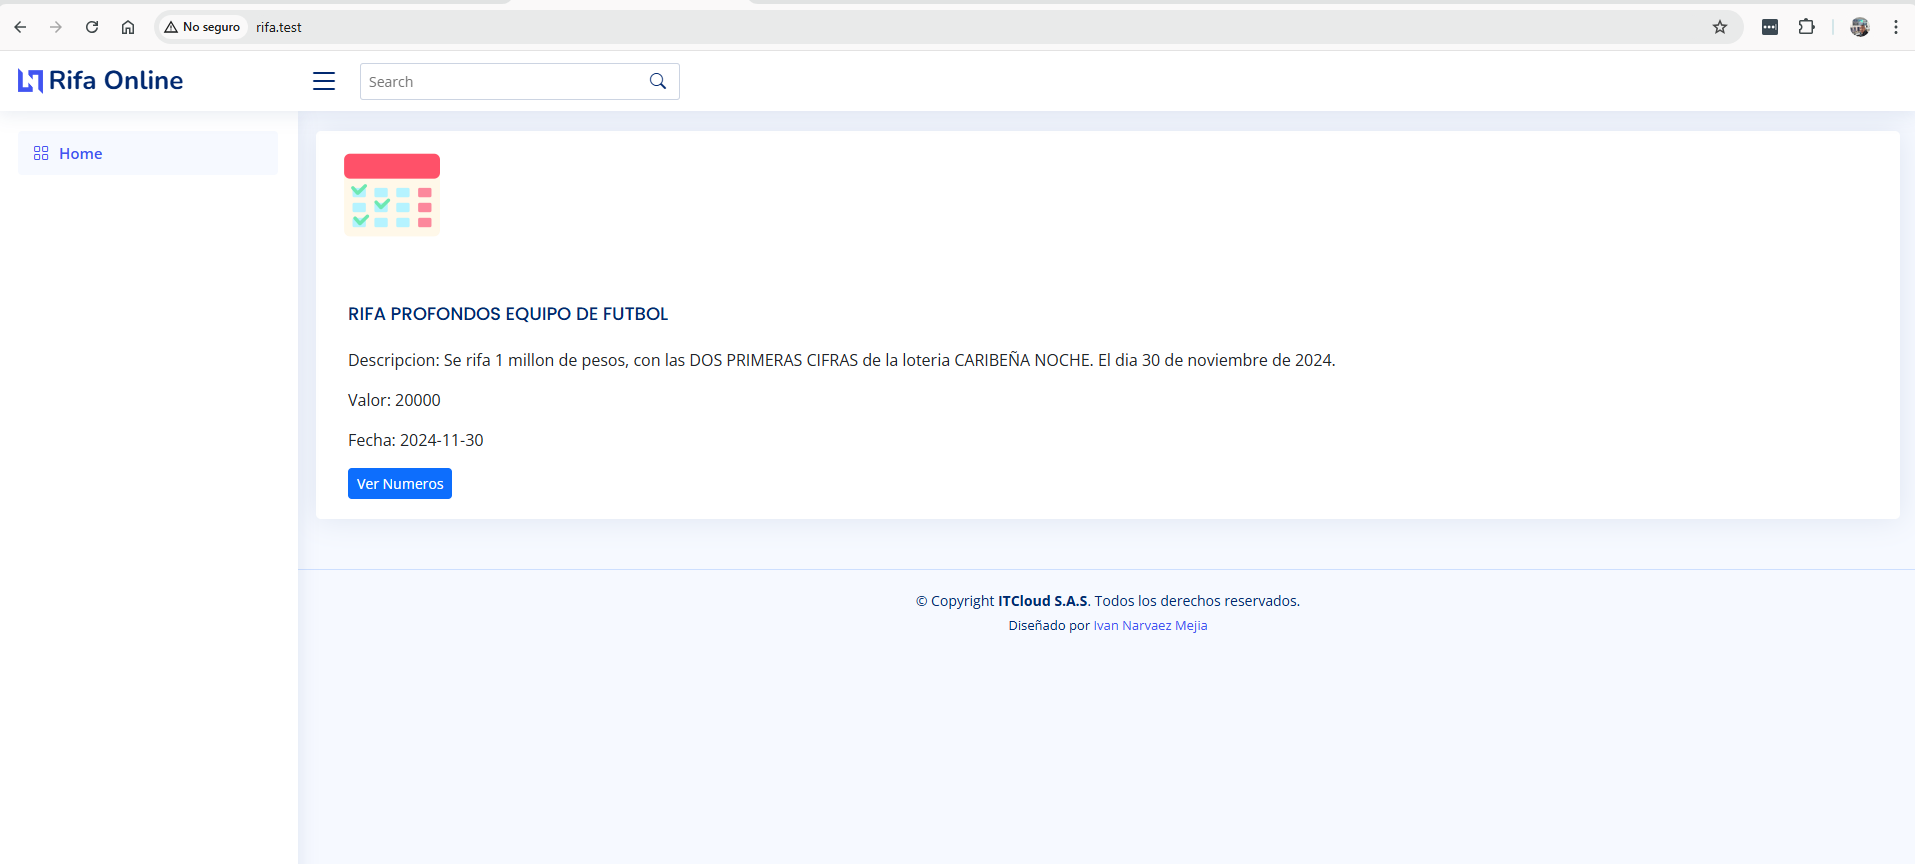 No seguro
rifa.test
Rifa Online
Search
Home
RIFA PROFONDOS EQUIPO DE FUTBOL
Descripcion: Se rifa 1 millon de pesos, con las DOS PRIMERAS CIFRAS de la loteria CARIBEÑA NOCHE. El dia 30 de noviembre de 2024.
Valor: 20000
Fecha: 2024-11-30
Ver Numeros
© Copyright ITCloud S.A.S. Todos los derechos reservados.
Diseñado por Ivan Narvaez Mejia